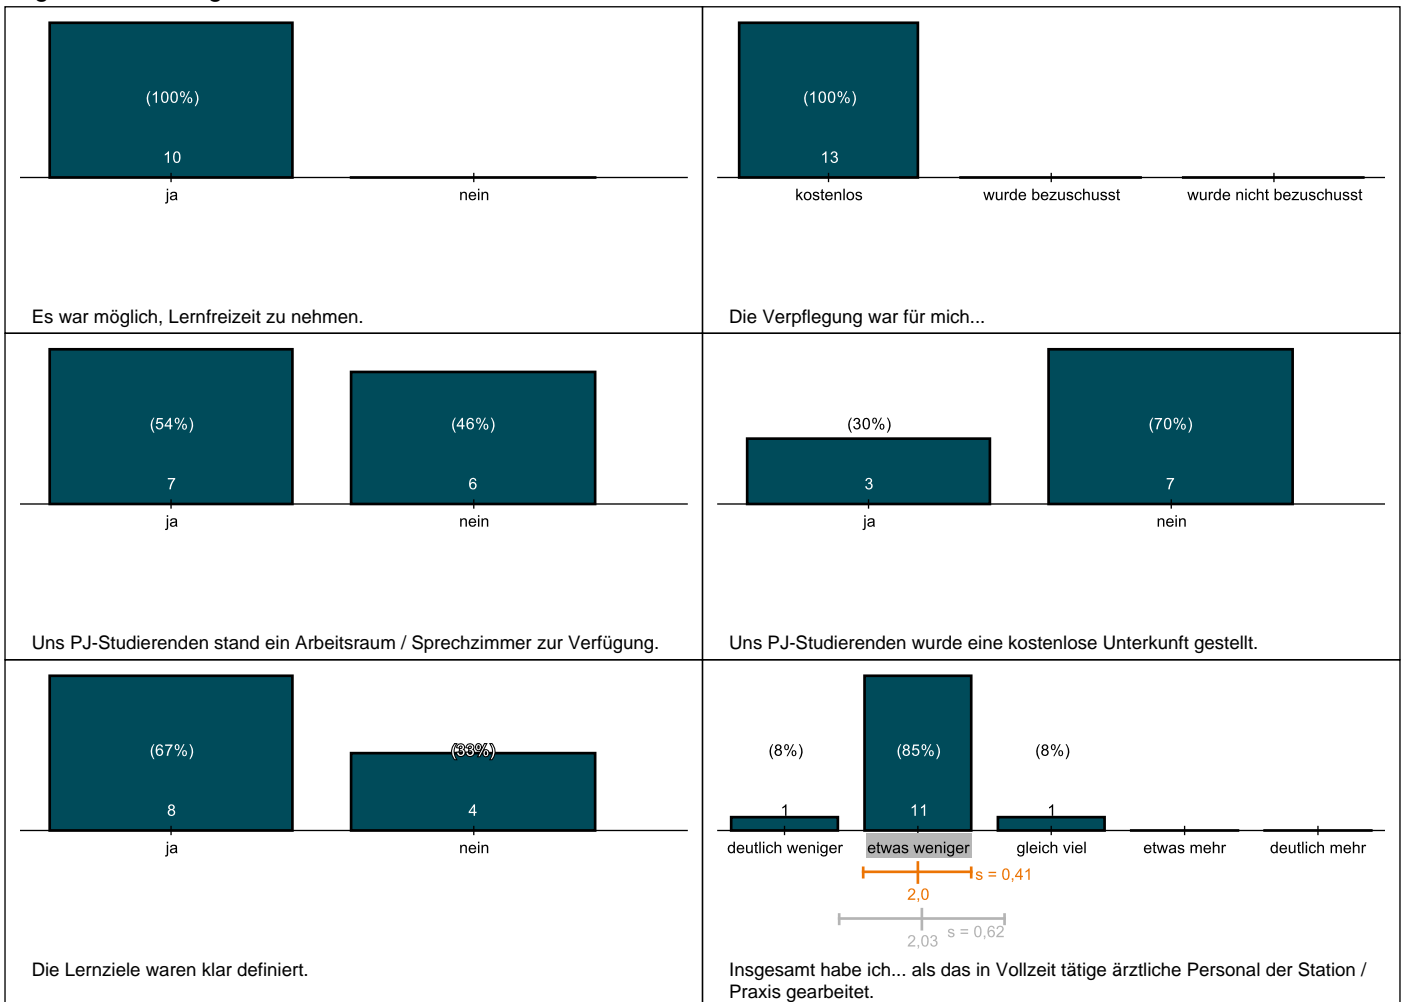 (100%)
10
ja
nein
Es war möglich, Lernfreizeit zu nehmen.
(100%)
13
kostenlos
wurde bezuschusst
wurde nicht bezuschusst
Die Verpflegung war für mich...
(54%)
7
ja
(46%)
6
nein
Uns PJ-Studierenden stand ein Arbeitsraum / Sprechzimmer zur Verfügung.
(30%)
3
ja
(70%)
7
nein
Uns PJ-Studierenden wurde eine kostenlose Unterkunft gestellt.
(67%)
8
ja
(33%)
4
nein
Die Lernziele waren klar definiert.
(8%)
1
deutlich weniger
(85%)
11
etwas weniger
(8%)
1
gleich viel
etwas mehr
deutlich mehr
s = 0,41
2,0
s = 0,62
2,03
Insgesamt habe ich... als das in Vollzeit tätige ärztliche Personal der Station /
Praxis gearbeitet.